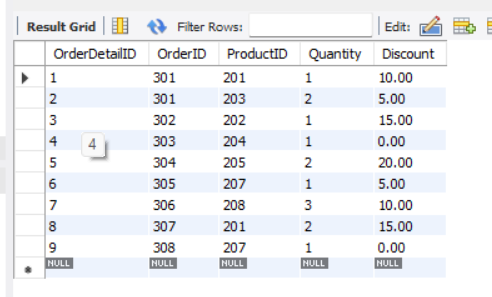 Result Grid Filter Rows: Edit:
OrderDetailID OrderID ProductID Quantity Discount
1 301 201 1 10.00
2 301 203 2 5.00
3 302 202 1 15.00
4 4 303 204 1 0.00
5 304 205 2 20.00
6 305 207 1 5.00
7 306 208 3 10.00
8 307 201 2 15.00
9 308 207 1 0.00
NULL NULL NULL NULL NULL